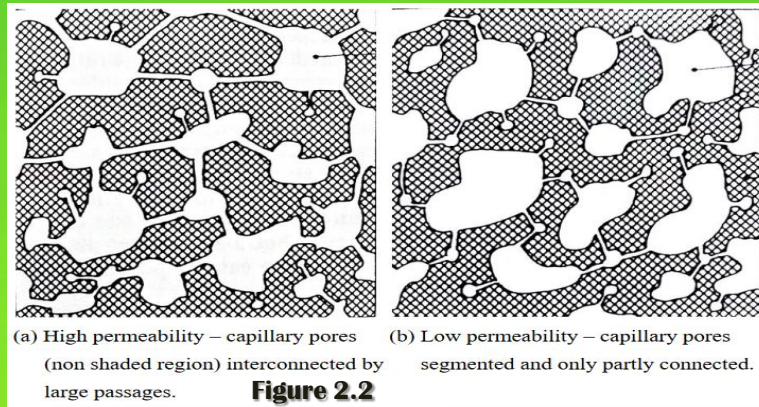 (a) High permeability – capillary pores
(non shaded region) interconnected by
large passages.
(b) Low permeability – capillary pores
segmented and only partly connected.
Figure 2.2